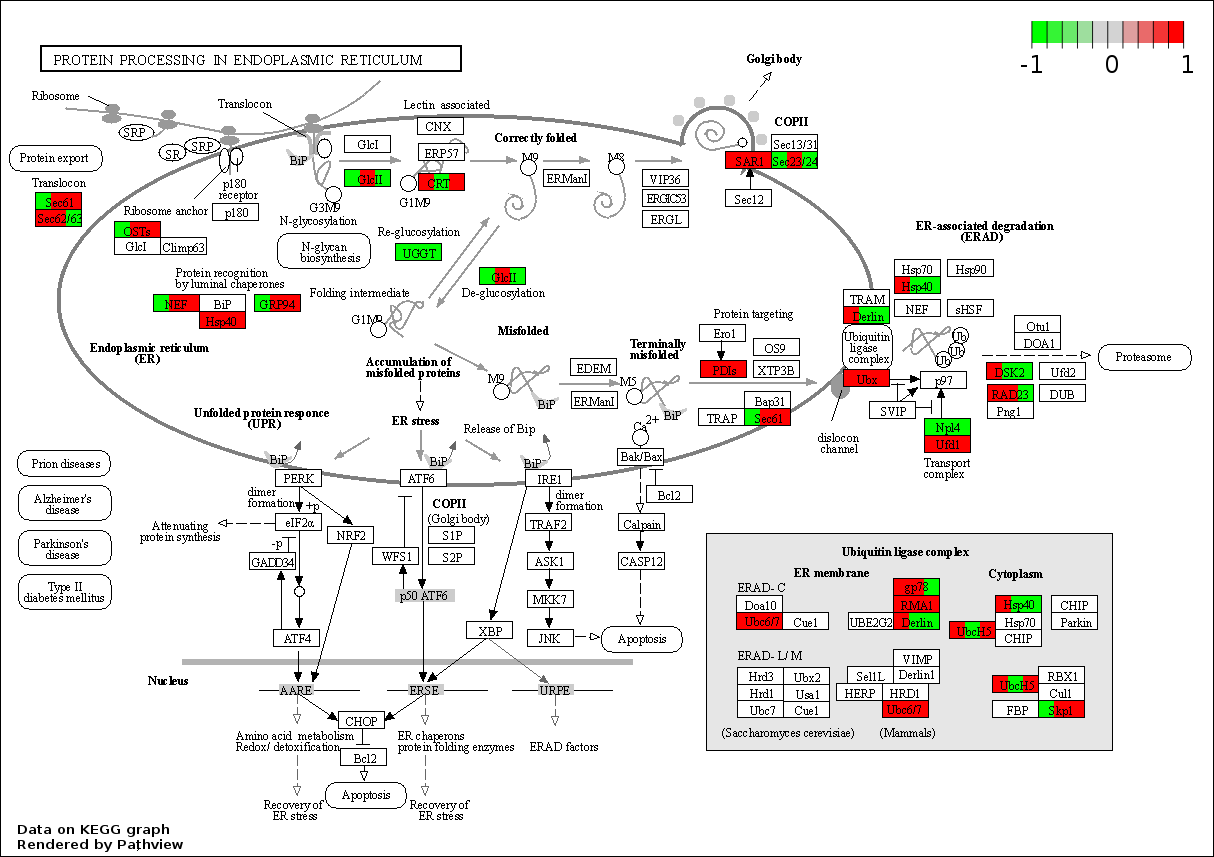 PROTEIN PROCESSING IN ENDOPLASMIC RETICULUM
-1 0 1
Golgi body
Ribosome
Translocon
Lectin associated
SRP
SRP
SR
CNX
COPII
GlcI
ERP57
Correctly folded
Sec13/31
Protein export
BiP
M9
M8
SAR1
Sec23/24
GlcII
CRT
ERManI
VIP36
Translocon
p180
receptor
G1M9
ERGIC53
Sec12
Sec61
Sec62/63
G3M9
Ribosome anchor
p180
N-glycosylation
ERGL
OSTs
GlcI
Climp63
N-glycan
biosynthesis
Re-glucosylation
UGGT
ER-associated degradation
(ERAD)
Protein recognition
by luminal chaperones
GlcII
De-glucosylation
Hsp70
Hsp90
Hsp40
NEF
BiP
GRP94
Hsp40
Folding intermediate
G1M9
TRAM
Derlin
NEF
sHSF
Misfolded
Protein targeting
Ero1
Otu1
DOA1
Endoplasmic reticulum
(ER)
Accumulation of
misfolded proteins
Terminally
misfolded
OS9
Ubiquitin
ligase
complex
Ub
Ub
Ub
Proteasome
M9
EDEM
M5
PDIs
XTP3B
Ubx
p97
DSK2
Ufd2
ERManI
BiP
BiP
Bap31
RAD23
DUB
Unfolded protein responce
(UPR)
ER stress
Release of Bip
TRAP
Sec61
SVIP
Png1
Ca2+
dislocon
channel
Npl4
Ufd1
Transport
complex
BiP
BiP
BiP
Bak/Bax
Prion diseases
PERK
ATF6
IRE1
Bcl2
Alzheimer's
disease
dimer
formation
+p
COPII
(Golgi body)
dimer
formation
Attenuating
protein synthesis
eIF2α
NRF2
S1P
TRAF2
Calpain
Parkinson's
disease
-p
GADD34
WFS1
S2P
ASK1
CASP12
Type II
diabetes mellitus
p50 ATF6
MKK7
ATF4
XBP
JNK
Apoptosis
Nucleus
AARE
ERSE
URPE
CHOP
Amino acid metabolism
Redox/ detoxification
ER chaperons
protein folding enzymes
ERAD factors
Bcl2
Recovery of
ER stress
Apoptosis
Recovery of
ER stress
Ubiquitin ligase complex
ER membrane
Cytoplasm
ERAD- C
gp78
Doa10
RMA1
Hsp40
CHIP
Ubc6/7
Cue1
UBE2G2
Derlin
UbcH5
Hsp70
Parkin
CHIP
ERAD- L/ M
VIMP
Hrd3
Ubx2
Sel1L
Derlin1
RBX1
Hrd1
Usa1
HERP
HRD1
UbcH5
Cul1
Ubc7
Cue1
Ubc6/7
FBP
Skp1
(Saccharomyces cerevisiae)
(Mammals)
Data on KEGG graph
Rendered by Pathview